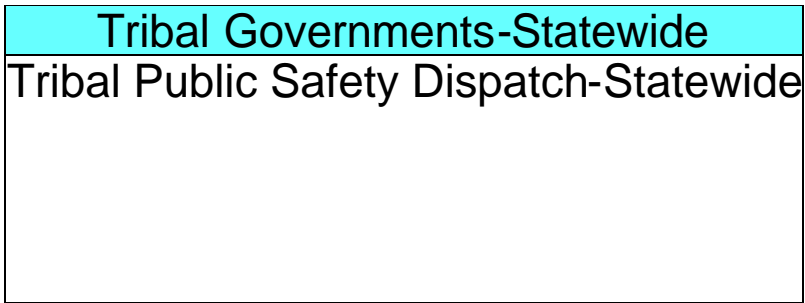 Tribal Governments-Statewide
Tribal Public Safety Dispatch-Statewide